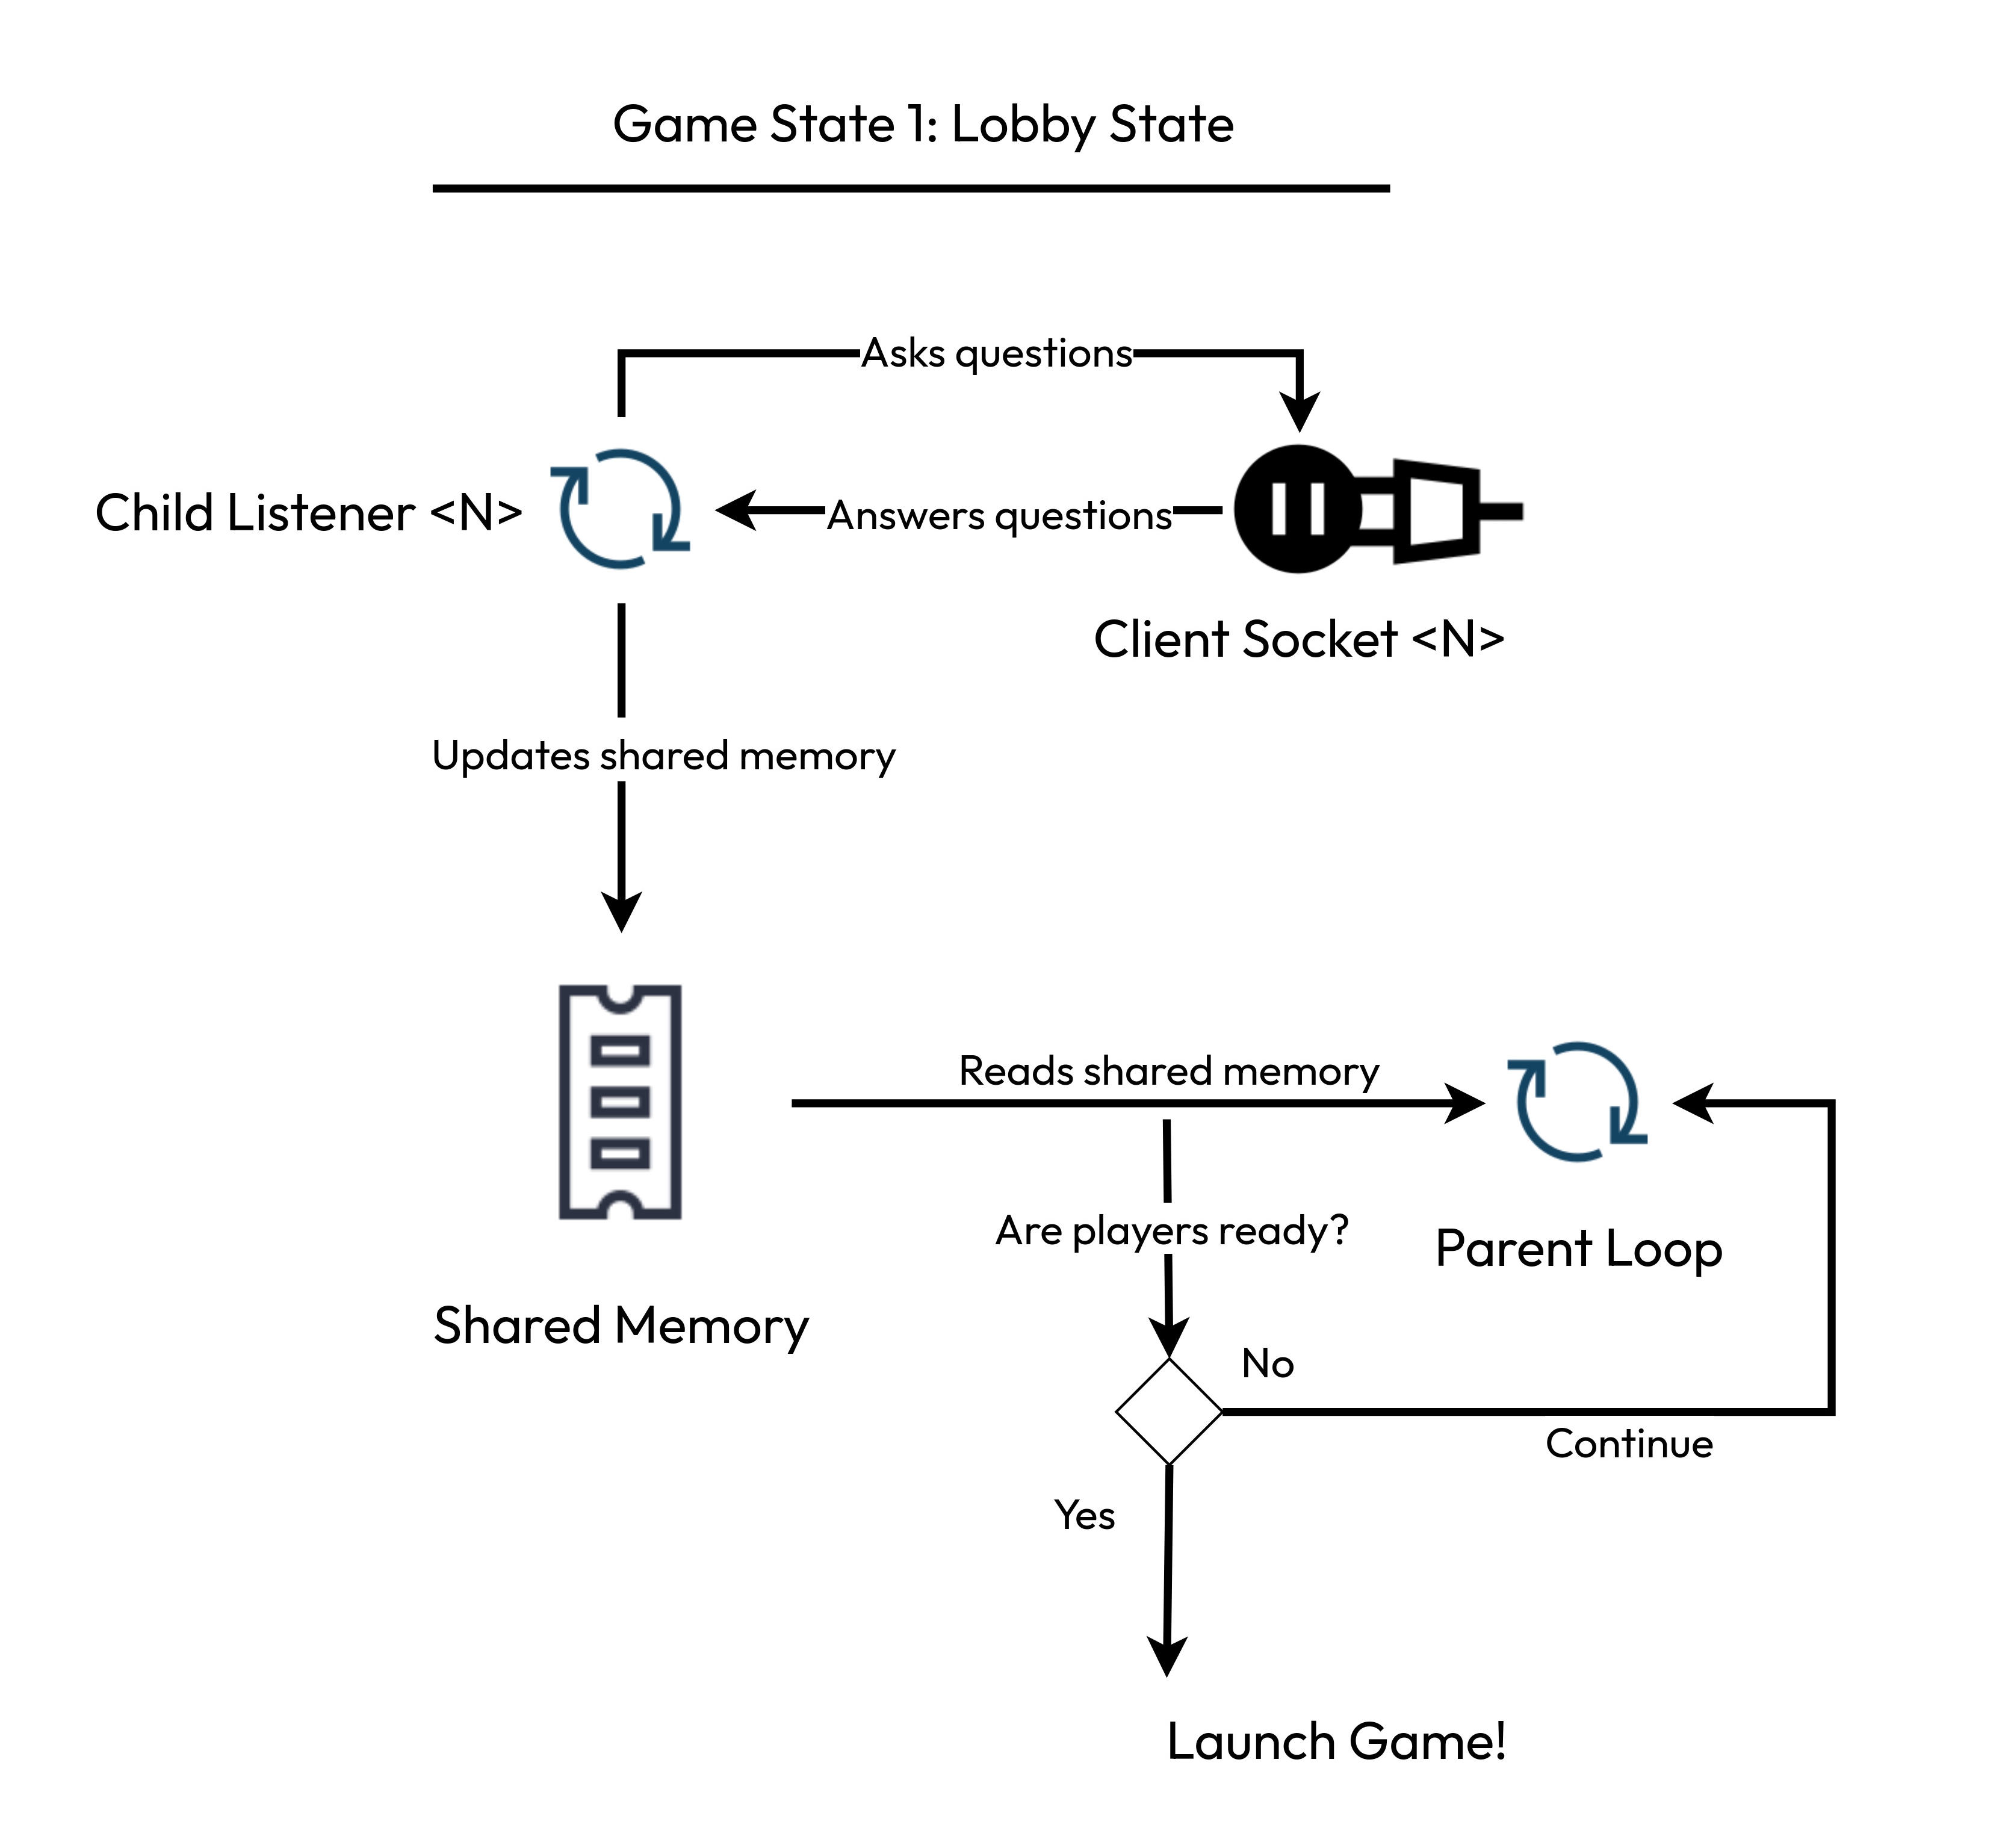 Game State 1: Lobby State
Asks questions
Child Listener <N>
Answers questions
Client Socket <N>
Updates shared memory
Reads shared memory
Are players ready?
Parent Loop
Shared Memory
No
Continue
Yes
Launch Game!